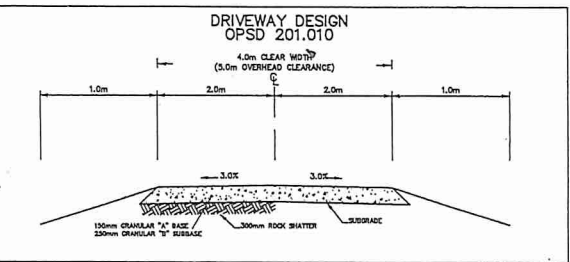 DRIVEWAY DESIGN
OPSD 201.010
4.0m CLEAR WIDTH
(5.0m OVERHEAD CLEARANCE)
℄
1.0m 2.0m 2.0m 1.0m
3.0% 3.0%
150mm GRANULAR "A" BASE
250mm GRANULAR "B" SUBBASE
300mm ROCK SHATTER
SUBGRADE